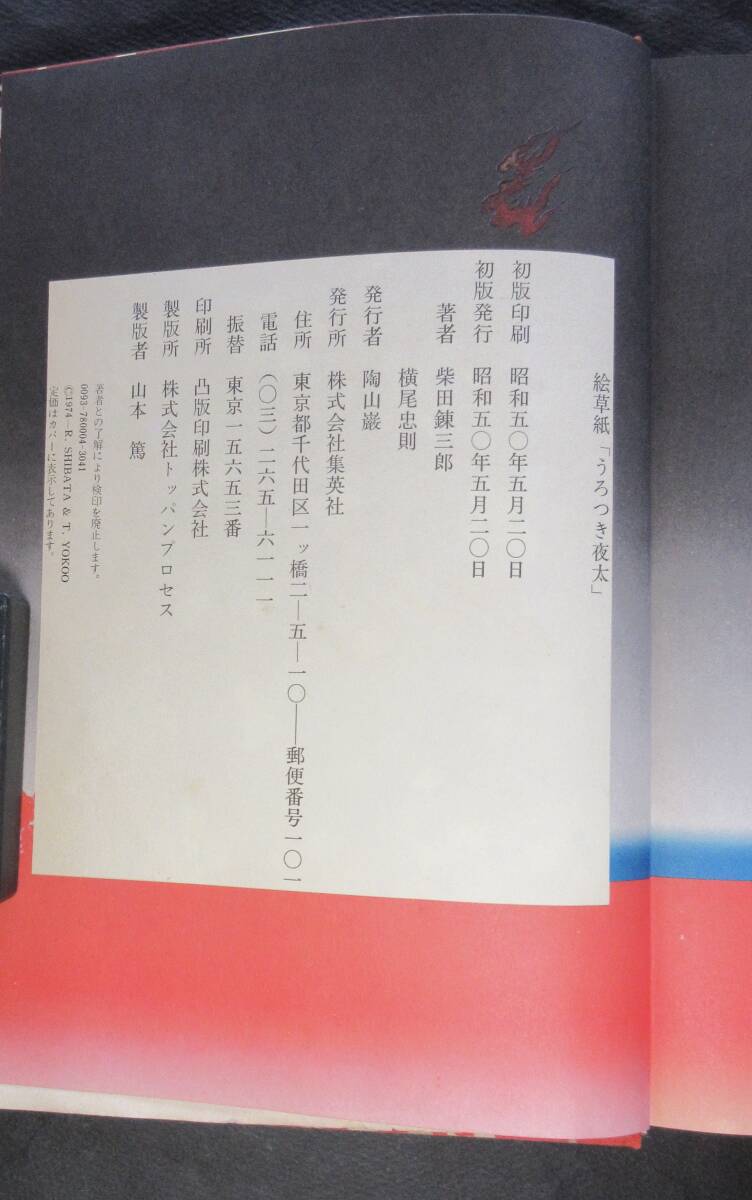 絵草紙「うろつき夜太」
初版印刷 昭和五〇年五月二〇日
初版発行 昭和五〇年五月二〇日
著者 柴田錬三郎
横尾忠則
発行者 陶山巌
発行所 株式会社集英社
住所 東京都千代田区一ッ橋二—五—一〇——郵便番号一〇一
電話 (〇三)二六五—六一一一
振替 東京一五六五三番
印刷所 凸版印刷株式会社
製版所 株式会社トッパンプロセス
製版者 山本 篤
著者との了解により検印を廃止します。
0093-780004-3041
©1974—R. SHIBATA & T. YOKOO
定価はカバーに表示してあります。